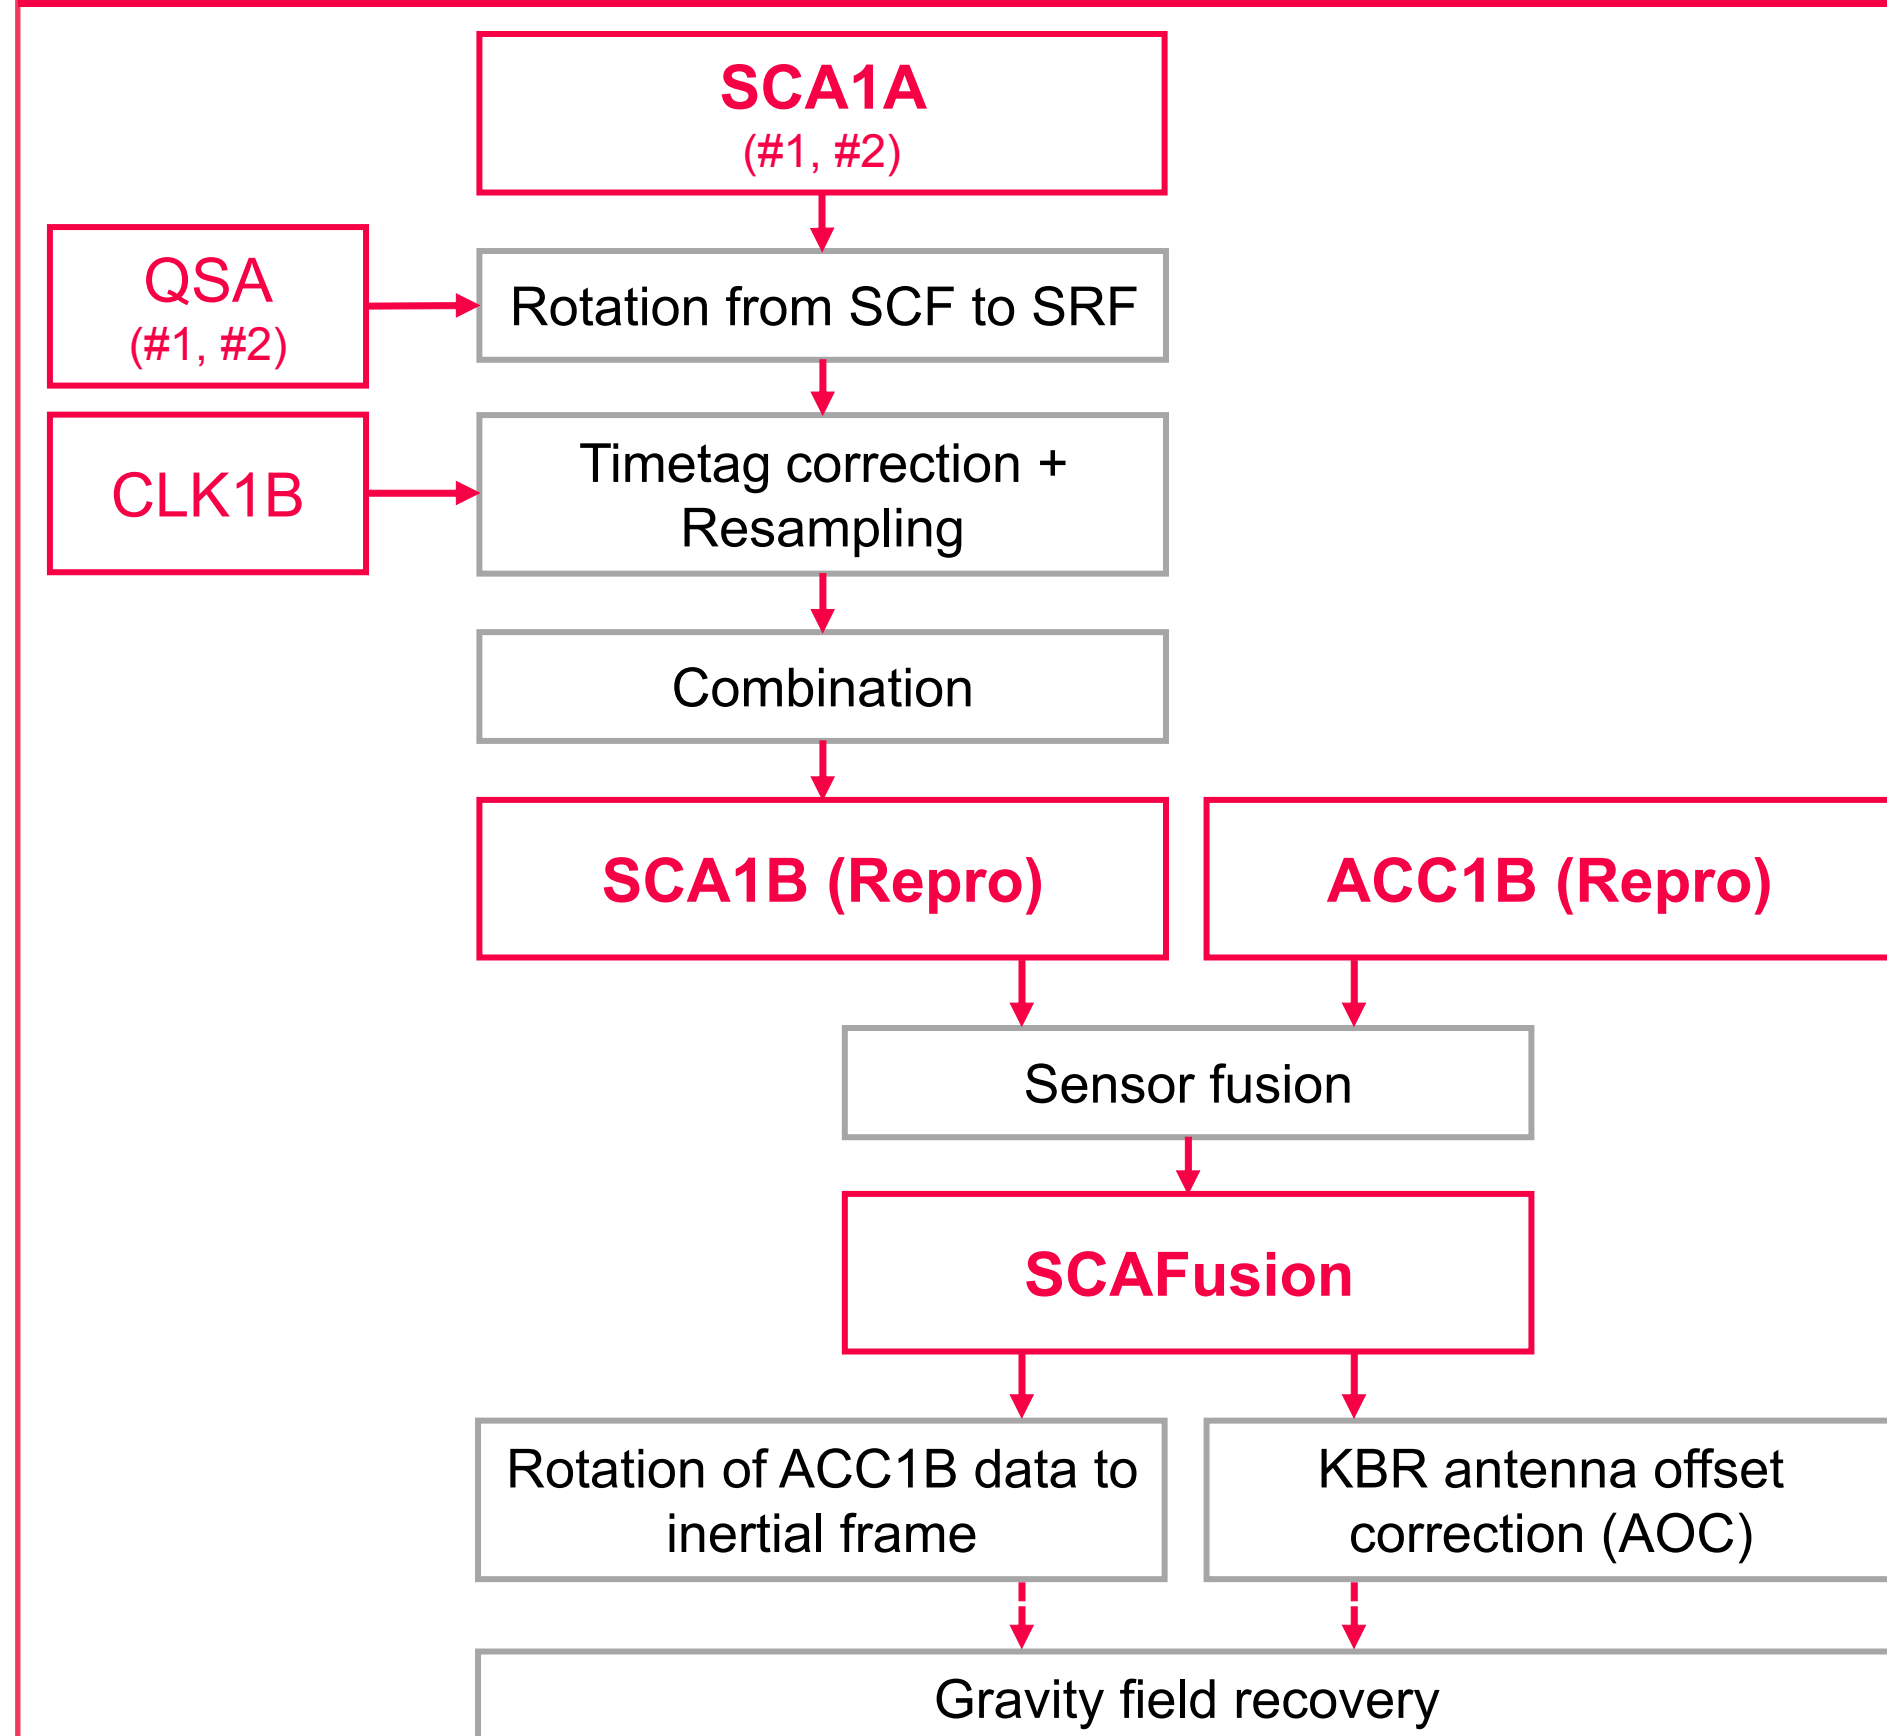 SCA1A
(#1, #2)
QSA
(#1, #2)
Rotation from SCF to SRF
CLK1B
Timetag correction +
Resampling
Combination
SCA1B (Repro)
ACC1B (Repro)
Sensor fusion
SCAFusion
Rotation of ACC1B data to
inertial frame
KBR antenna offset
correction (AOC)
Gravity field recovery